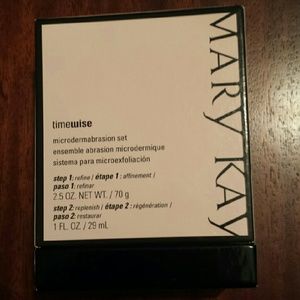 timewise
microdermabrasion set
ensemble abrasion microdermique
sistema para microexfoliación
step 1: refine / étape 1 : affinement /
paso 1: refinar
2.5 OZ. NET WT. / 70 g
step 2: replenish / étape 2 : régénération /
paso 2: restaurar
1 FL. OZ. / 29 mL
MARY KAY